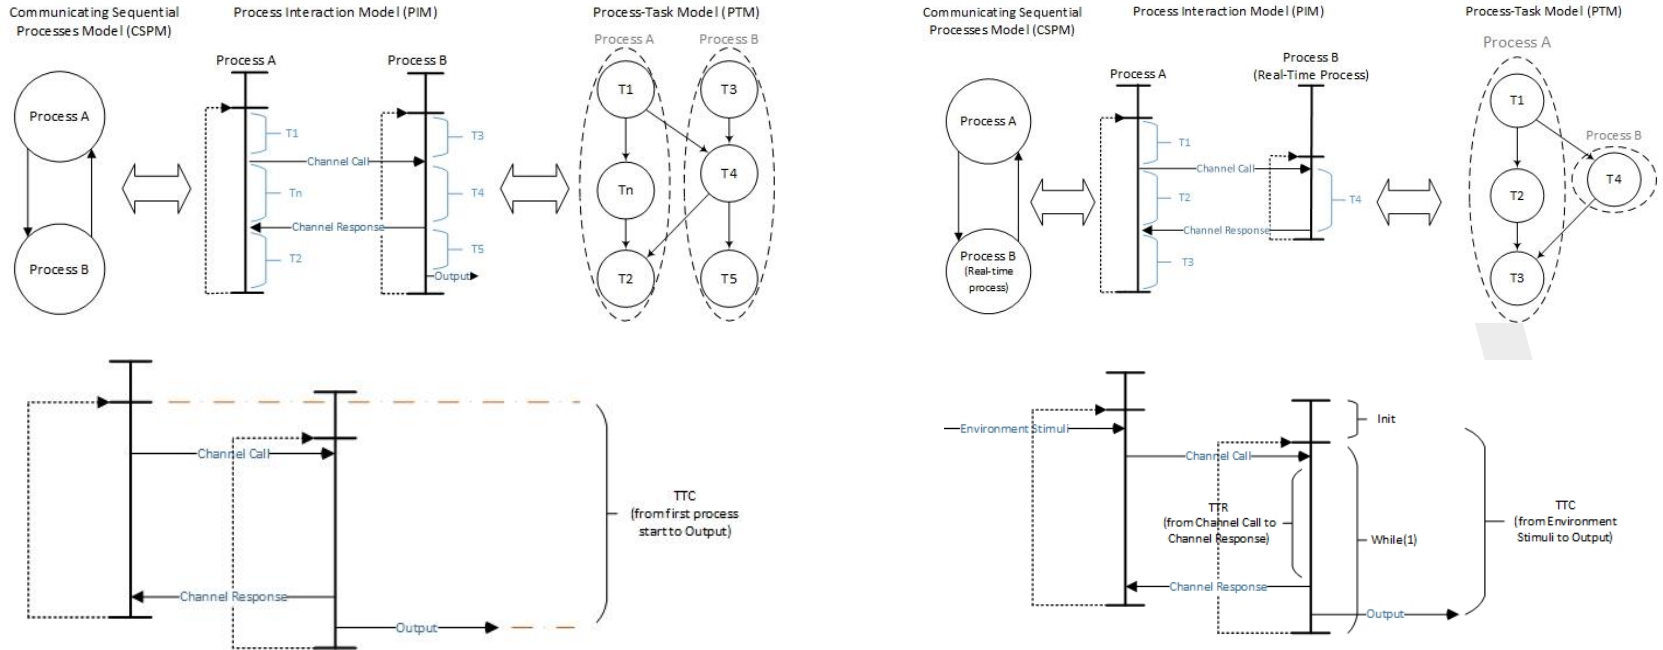 Communicating Sequential
Processes Model (CSPM)
Process A
Process B
Process Interaction Model (PIM)
Process A
Process B
T1
Channel Call
Tn
Channel Response
T2
T3
T4
T5
Output
Process-Task Model (PTM)
Process A
Process B
T1
T3
Tn
T4
T2
T5
Communicating Sequential
Processes Model (CSPM)
Process A
Process B
(Real-time
process)
Process Interaction Model (PIM)
Process A
Process B
(Real-Time Process)
T1
Channel Call
T2
Channel Response
T3
T4
Process-Task Model (PTM)
Process A
Process B
T1
T4
T2
T3
Channel Call
Channel Response
Output
TTC
(from first process
start to Output)
Environment Stimuli
Channel Call
TTR
(from Channel Call to
Channel Response)
Channel Response
Output
Init
While(1)
TTC
(from Environment
Stimuli to Output)